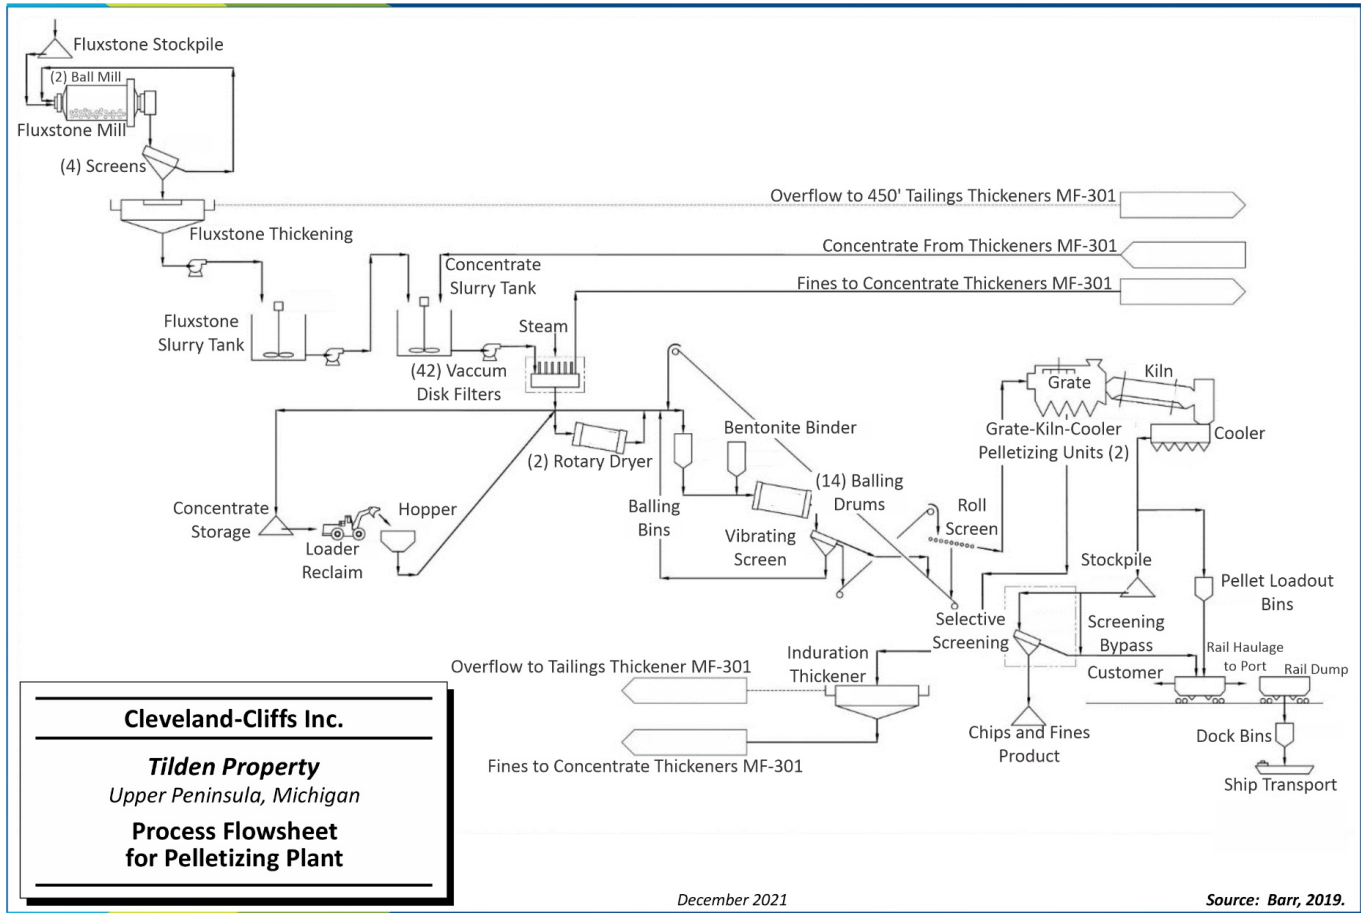 Fluxstone Stockpile
(2) Ball Mill
Fluxstone Mill
(4) Screens
Overflow to 450' Tailings Thickeners MF-301
Fluxstone Thickening
Concentrate From Thickeners MF-301
Concentrate
Slurry Tank
Fines to Concentrate Thickeners MF-301
Fluxstone
Slurry Tank
Steam
(42) Vaccum
Disk Filters
Grate
Kiln
Grate-Kiln-Cooler
Pelletizing Units (2)
Cooler
Bentonite Binder
(2) Rotary Dryer
(14) Balling
Drums
Balling
Bins
Concentrate
Storage
Hopper
Loader
Reclaim
Vibrating
Screen
Roll
Screen
Stockpile
Pellet Loadout
Bins
Selective
Screening
Screening
Bypass
Rail Haulage
to Port
Rail Dump
Customer
Induration
Thickener
Overflow to Tailings Thickener MF-301
Fines to Concentrate Thickeners MF-301
Chips and Fines
Product
Dock Bins
Ship Transport
Cleveland-Cliffs Inc.
Tilden Property
Upper Peninsula, Michigan
Process Flowsheet
for Pelletizing Plant
December 2021
Source: Barr, 2019.